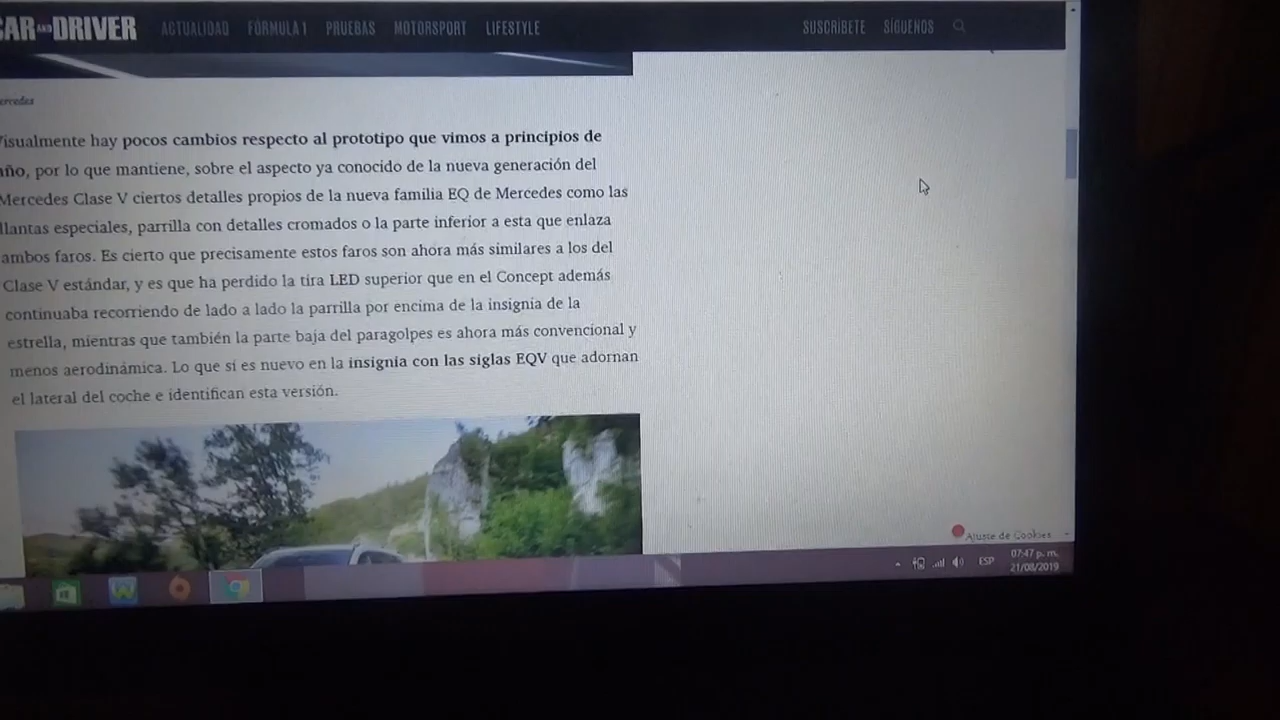 CAR AND DRIVER ACTUALIDAD FÓRMULA 1 PRUEBAS MOTORSPORT LIFESTYLE SUSCRÍBETE SÍGUENOS
ercedes
Visualmente hay pocos cambios respecto al prototipo que vimos a principios de
año, por lo que mantiene, sobre el aspecto ya conocido de la nueva generación del
Mercedes Clase V ciertos detalles propios de la nueva familia EQ de Mercedes como las
llantas especiales, parrilla con detalles cromados o la parte inferior a esta que enlaza
ambos faros. Es cierto que precisamente estos faros son ahora más similares a los del
Clase V estándar, y es que ha perdido la tira LED superior que en el Concept además
continuaba recorriendo de lado a lado la parrilla por encima de la insignia de la
estrella, mientras que también la parte baja del paragolpes es ahora más convencional y
menos aerodinámica. Lo que sí es nuevo en la insignia con las siglas EQV que adornan
el lateral del coche e identifican esta versión.
Ajuste de Cookies
ESP
07:47 p. m.
21/08/2019